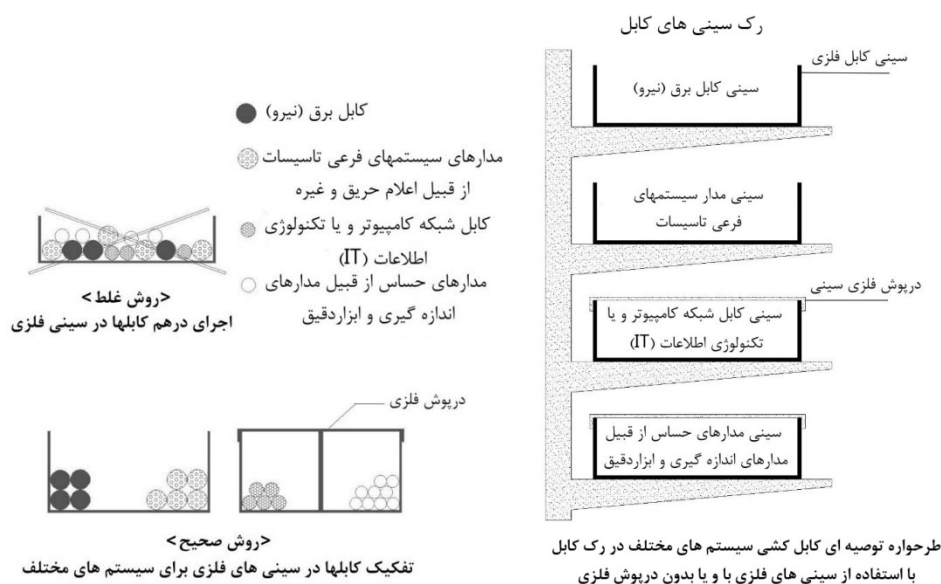 رک سینی های کابل
سینی کابل فلزی
سینی کابل برق (نیرو)
سینی مدار سیستمهای
فرعی تاسیسات
درپوش فلزی سینی
سینی کابل شبکه کامپیوتر و یا
تکنولوژی اطلاعات (IT)
سینی مدارهای حساس از قبیل
مدارهای اندازه گیری و ابزاردقیق
طرحواره توصیه ای کابل کشی سیستم های مختلف در رک کابل
با استفاده از سینی های فلزی با و یا بدون درپوش فلزی
کابل برق (نیرو)
مدارهای سیستمهای فرعی تاسیسات
از قبیل اعلام حریق و غیره
کابل شبکه کامپیوتر و یا تکنولوژی
اطلاعات (IT)
مدارهای حساس از قبیل مدارهای
اندازه گیری و ابزاردقیق
<روش غلط>
اجرای درهم کابلها در سینی فلزی
درپوش فلزی
<روش صحیح>
تفکیک کابلها در سینی های فلزی برای سیستم های مختلف